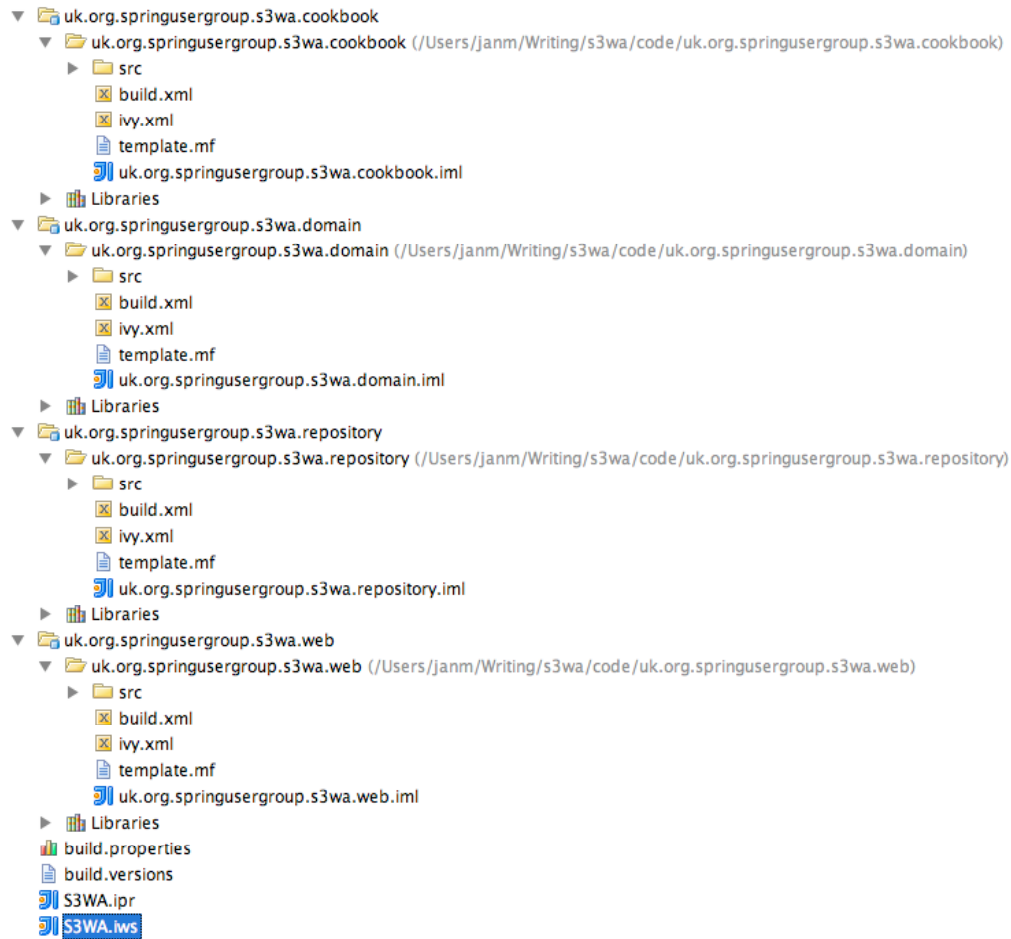 uk.org.springusergroup.s3wa.cookbook
uk.org.springusergroup.s3wa.cookbook (/Users/janm/Writing/s3wa/code/uk.org.springusergroup.s3wa.cookbook)
src
build.xml
ivy.xml
template.mf
uk.org.springusergroup.s3wa.cookbook.iml
Libraries
uk.org.springusergroup.s3wa.domain
uk.org.springusergroup.s3wa.domain (/Users/janm/Writing/s3wa/code/uk.org.springusergroup.s3wa.domain)
src
build.xml
ivy.xml
template.mf
uk.org.springusergroup.s3wa.domain.iml
Libraries
uk.org.springusergroup.s3wa.repository
uk.org.springusergroup.s3wa.repository (/Users/janm/Writing/s3wa/code/uk.org.springusergroup.s3wa.repository)
src
build.xml
ivy.xml
template.mf
uk.org.springusergroup.s3wa.repository.iml
Libraries
uk.org.springusergroup.s3wa.web
uk.org.springusergroup.s3wa.web (/Users/janm/Writing/s3wa/code/uk.org.springusergroup.s3wa.web)
src
build.xml
ivy.xml
template.mf
uk.org.springusergroup.s3wa.web.iml
Libraries
build.properties
build.versions
S3WA.ipr
S3WA.iws